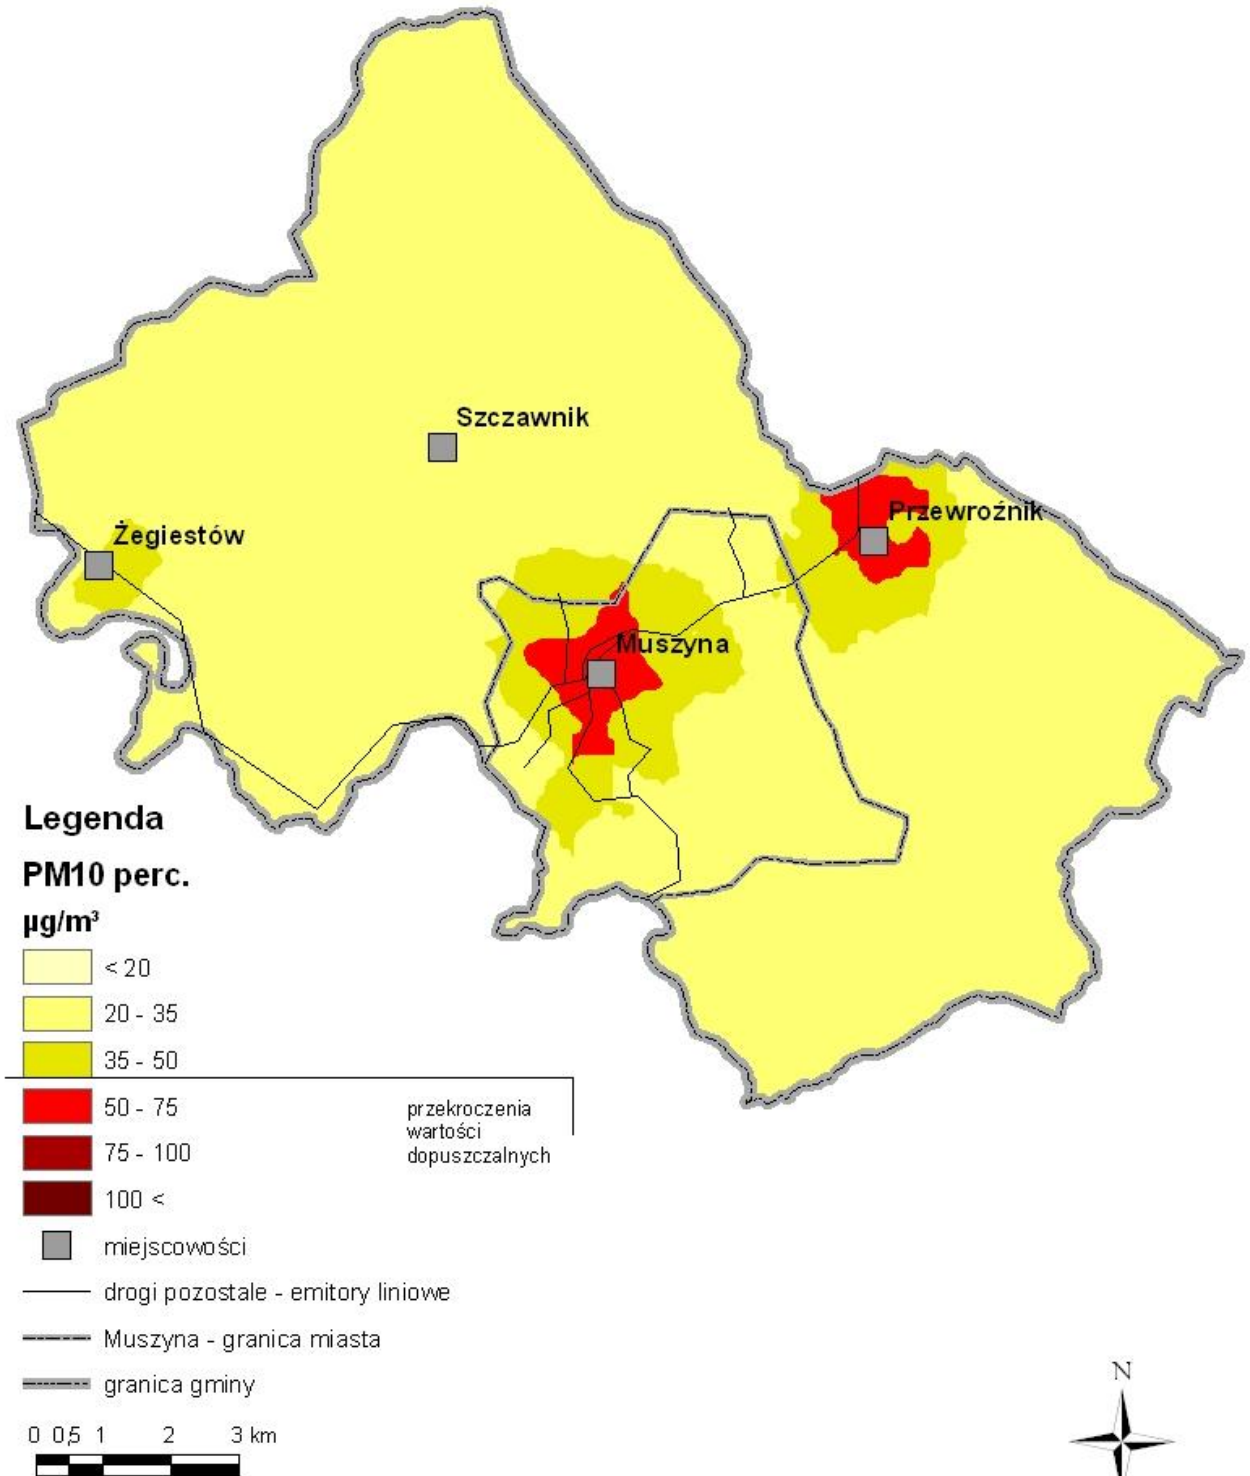 Szczawnik
Przewroźnik
Żegiestów
Muszyna
Legenda
PM10 perc.
µg/m³
< 20
20 - 35
35 - 50
50 - 75
75 - 100
100 <
przekroczenia
wartości
dopuszczalnych
miejscowości
drogi pozostałe - emitory liniowe
Muszyna - granica miasta
granica gminy
0 0,5 1 2 3 km
N